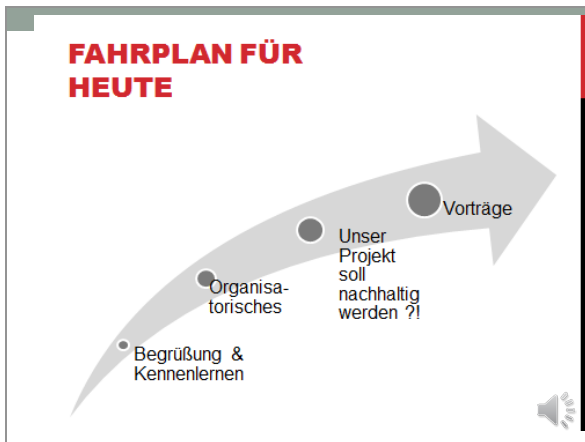 FAHRPLAN FÜR
HEUTE
Begrüßung &
Kennenlernen
Organisa-
torisches
Unser
Projekt
soll
nachhaltig
werden ?!
Vorträge